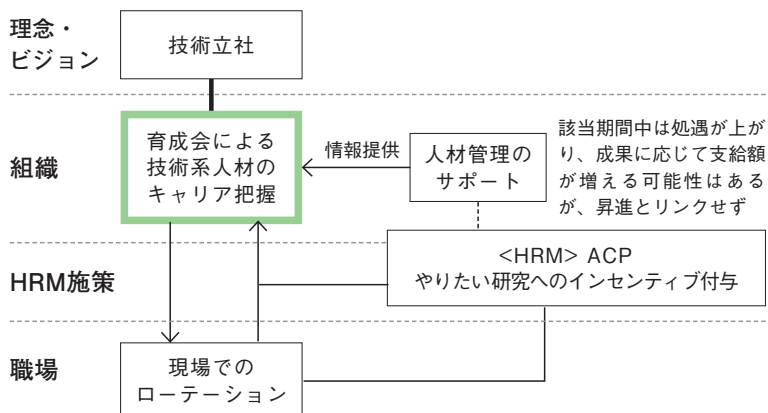 理念・
ビジョン
技術立社
組織
育成会による
技術系人材の
キャリア把握
情報提供
人材管理の
サポート
該当期間中は処遇が上が
り、成果に応じて支給額
が増える可能性はある
が、昇進とリンクせず
HRM施策
<HRM> ACP
やりたい研究へのインセンティブ付与
職場
現場での
ローテーション